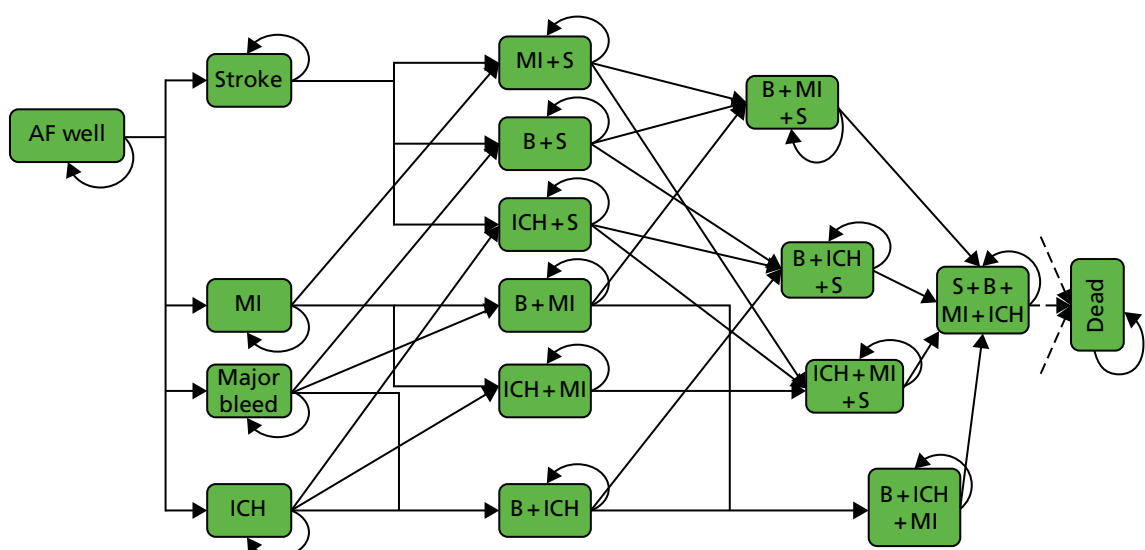 AF well
Stroke
MI
Major
bleed
ICH
MI + S
B + S
ICH + S
B + MI
ICH + MI
B + ICH
B + MI
+ S
B + ICH
+ S
ICH + MI
+ S
B + ICH
+ MI
S + B +
MI + ICH
Dead